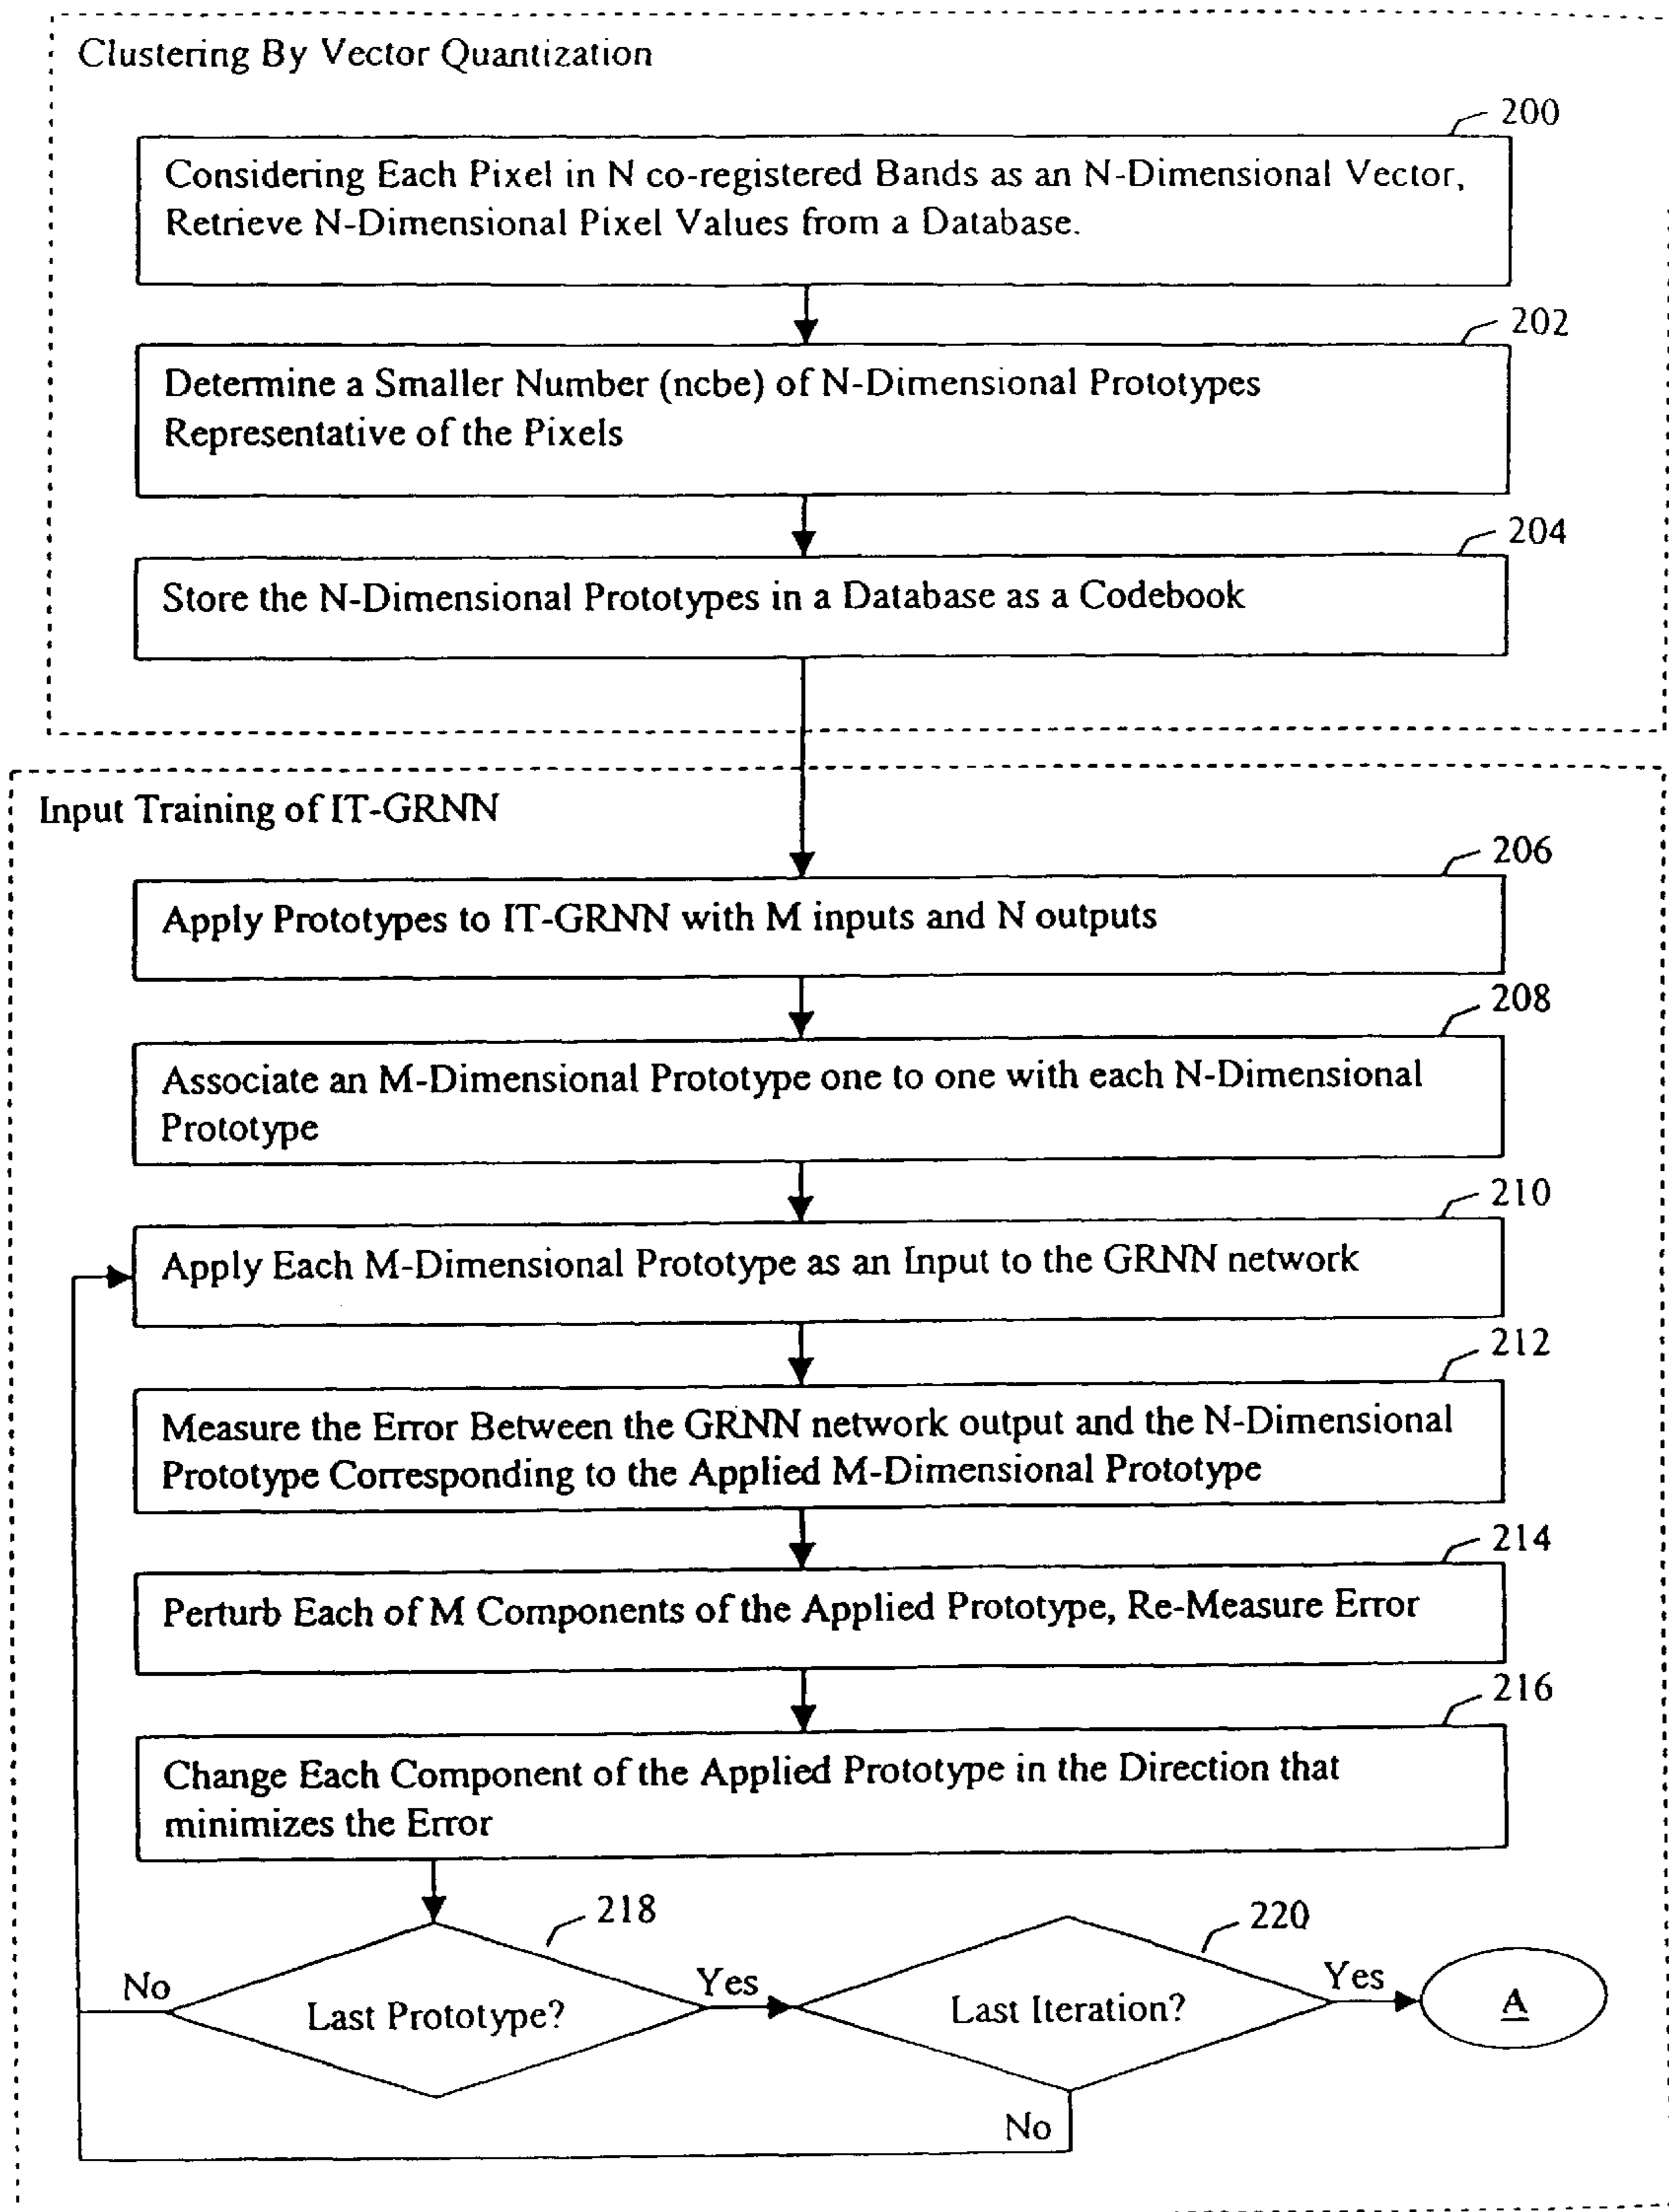 Clustering By Vector Quantization
200
Considering Each Pixel in N co-registered Bands as an N-Dimensional Vector,
Retrieve N-Dimensional Pixel Values from a Database.
202
Determine a Smaller Number (ncbe) of N-Dimensional Prototypes
Representative of the Pixels
204
Store the N-Dimensional Prototypes in a Database as a Codebook
Input Training of IT-GRNN
206
Apply Prototypes to IT-GRNN with M inputs and N outputs
208
Associate an M-Dimensional Prototype one to one with each N-Dimensional
Prototype
210
Apply Each M-Dimensional Prototype as an Input to the GRNN network
212
Measure the Error Between the GRNN network output and the N-Dimensional
Prototype Corresponding to the Applied M-Dimensional Prototype
214
Perturb Each of M Components of the Applied Prototype, Re-Measure Error
216
Change Each Component of the Applied Prototype in the Direction that
minimizes the Error
218
220
No
Last Prototype?
Yes
Last Iteration?
Yes
A
No